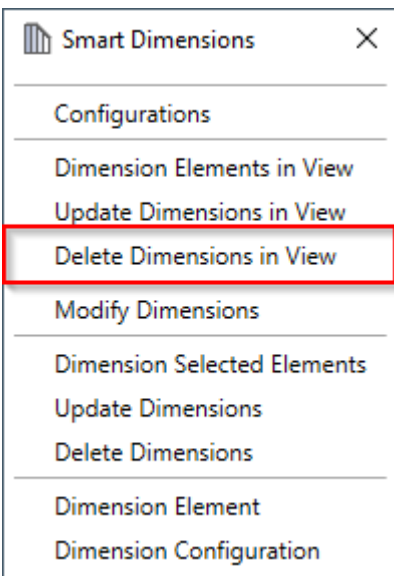 Smart Dimensions
Configurations
Dimension Elements in View
Update Dimensions in View
Delete Dimensions in View
Modify Dimensions
Dimension Selected Elements
Update Dimensions
Delete Dimensions
Dimension Element
Dimension Configuration